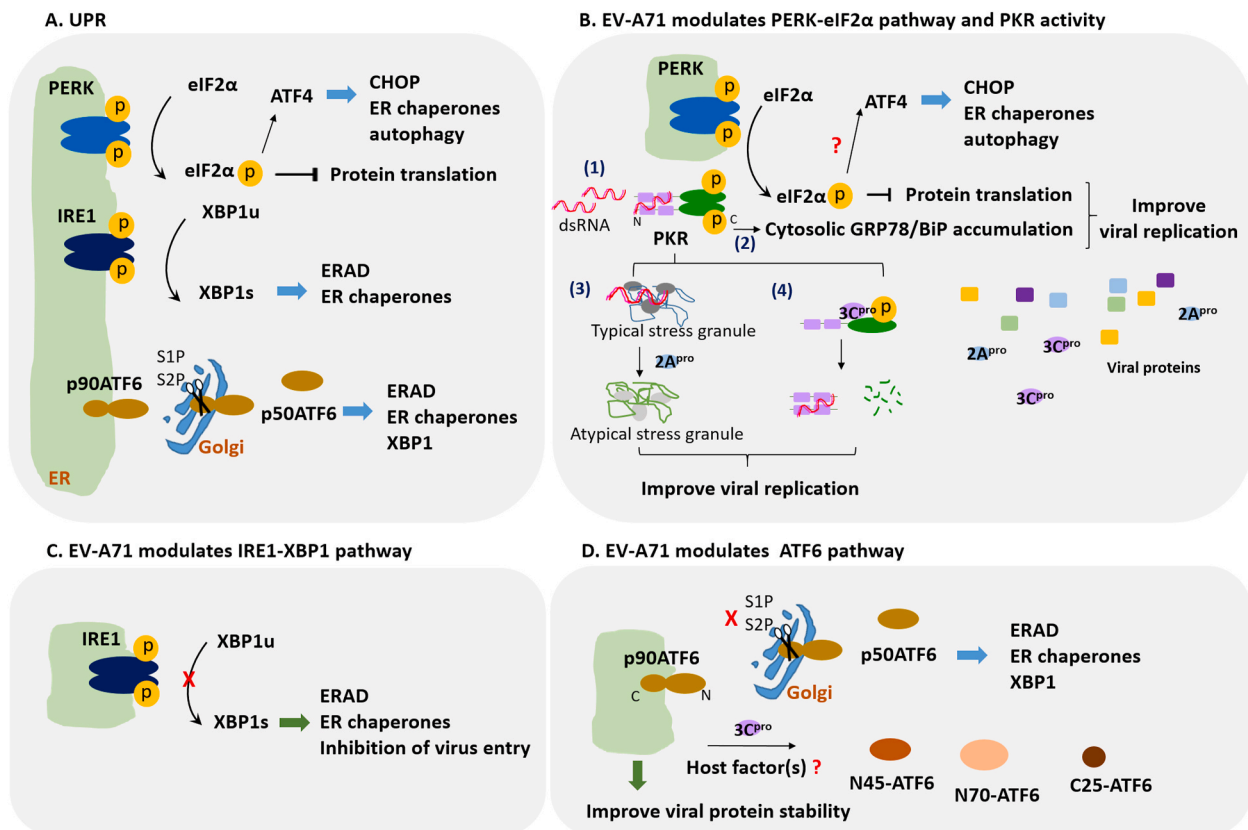 A. UPR
PERK
p
p
eIF2α
ATF4
CHOP
ER chaperones
autophagy
eIF2α p
Protein translation
IRE1
p
p
XBP1u
XBP1s
ERAD
ER chaperones
p90ATF6
S1P
S2P
Golgi
p50ATF6
ERAD
ER chaperones
XBP1
ER
B. EV-A71 modulates PERK-eIF2α pathway and PKR activity
PERK
p
p
eIF2α
ATF4
CHOP
ER chaperones
autophagy
?
(1)
dsRNA
N
p
p
C
PKR
eIF2α p
Protein translation
(2)
Cytosolic GRP78/BiP accumulation
Improve
viral replication
(3)
Typical stress granule
2Apro
Atypical stress granule
(4)
3Cpro
p
Improve viral replication
2Apro
2Apro
3Cpro
Viral proteins
3Cpro
C. EV-A71 modulates IRE1-XBP1 pathway
IRE1
p
p
XBP1u
X
XBP1s
ERAD
ER chaperones
Inhibition of virus entry
D. EV-A71 modulates ATF6 pathway
p90ATF6
C
N
X
S1P
S2P
Golgi
p50ATF6
ERAD
ER chaperones
XBP1
3Cpro
Host factor(s) ?
N45-ATF6
N70-ATF6
C25-ATF6
Improve viral protein stability